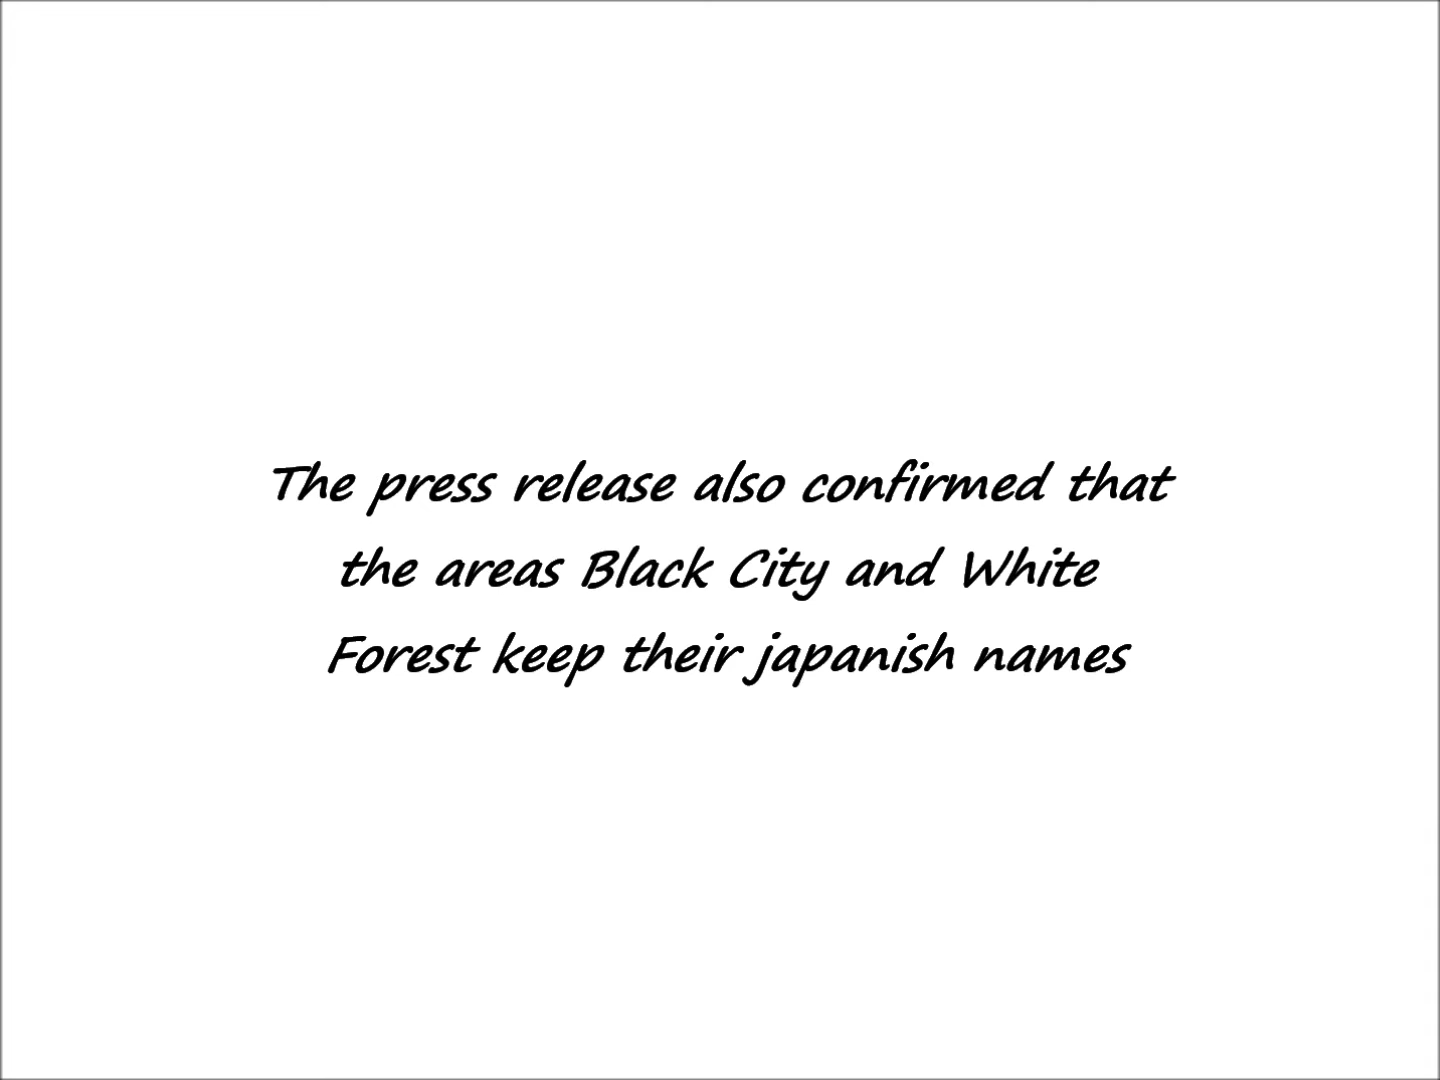 The press release also confirmed that
the areas Black City and White
Forest keep their japanish names